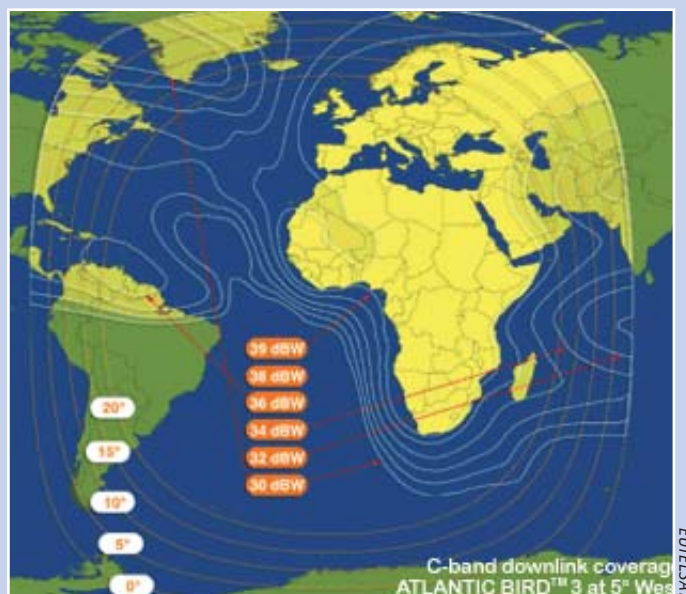 39 dBW
38 dBW
36 dBW
34 dBW
32 dBW
30 dBW
20°
15°
10°
5°
0°
C-band downlink coverag
ATLANTIC BIRD™ 3 at 5° Wes
EUTELSA